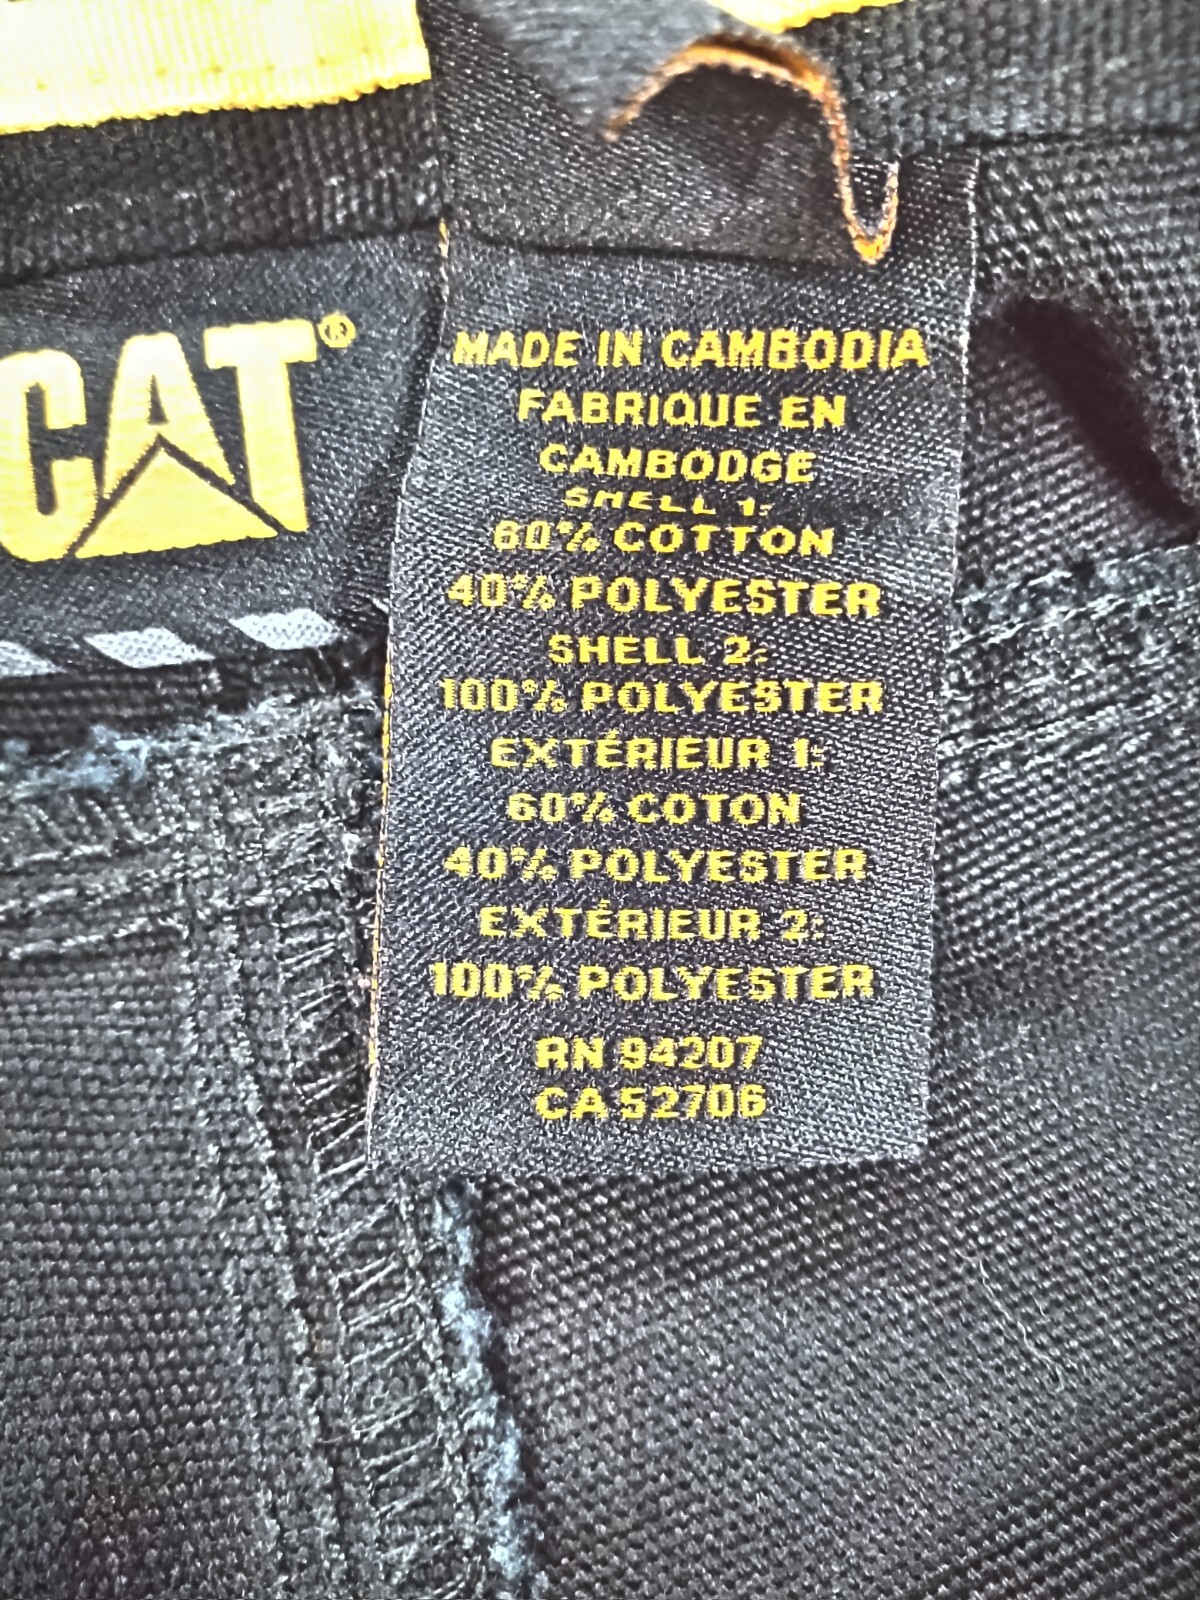 CAT®
MADE IN CAMBODIA
FABRIQUE EN
CAMBODGE
SHELL 1:
60% COTTON
40% POLYESTER
SHELL 2:
100% POLYESTER
EXTÉRIEUR 1:
60% COTON
40% POLYESTER
EXTÉRIEUR 2:
100% POLYESTER
RN 94207
CA 52706